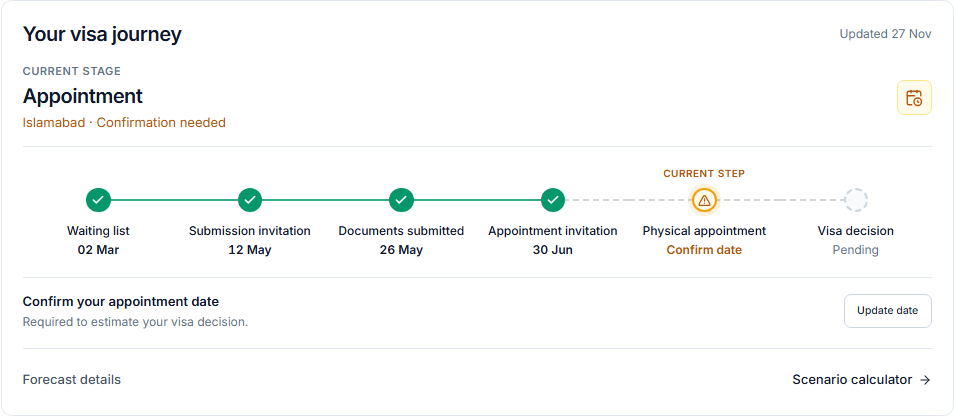 Your visa journey
Updated 27 Nov
CURRENT STAGE
Appointment
Islamabad · Confirmation needed
CURRENT STEP
Waiting list
02 Mar
Submission invitation
12 May
Documents submitted
26 May
Appointment invitation
30 Jun
Physical appointment
Confirm date
Visa decision
Pending
Confirm your appointment date
Required to estimate your visa decision.
Update date
Forecast details
Scenario calculator →